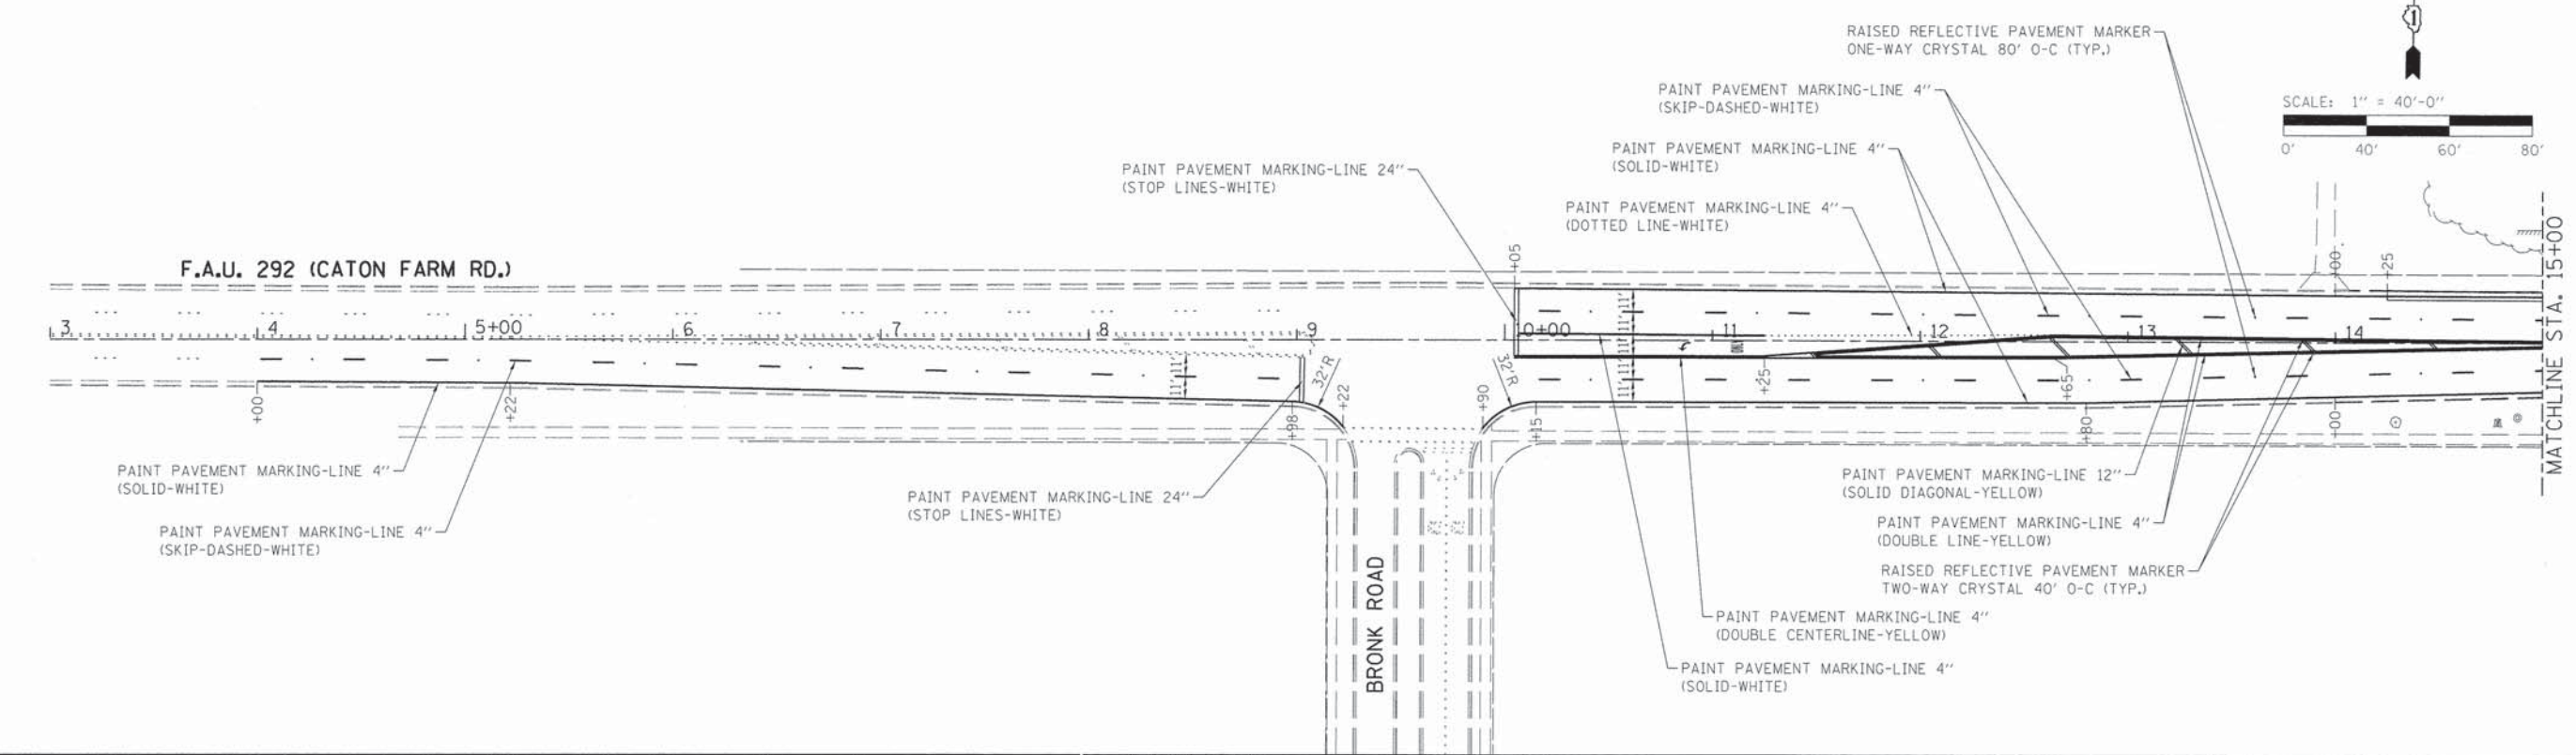 RAISED REFLECTIVE PAVEMENT MARKER
ONE-WAY CRYSTAL 80' O-C (TYP.)
PAINT PAVEMENT MARKING-LINE 4"
(SKIP-DASHED-WHITE)
SCALE: 1" = 40'-0"
0' 40' 60' 80'
PAINT PAVEMENT MARKING-LINE 4"
(SOLID-WHITE)
PAINT PAVEMENT MARKING-LINE 24"
(STOP LINES-WHITE)
PAINT PAVEMENT MARKING-LINE 4"
(DOTTED LINE-WHITE)
F.A.U. 292 (CATON FARM RD.)
+05
+00
+25
MATCHLINE STA. 15+00
3 4 5+00 6 7 8 9 10+00 11 12 13 14
11' 11' 11' 11' 11'
11' 11'
32'R
32'R
+00
+22
+98
+22
+90
+15
+25
+65
+80
+00
PAINT PAVEMENT MARKING-LINE 4"
(SOLID-WHITE)
PAINT PAVEMENT MARKING-LINE 4"
(SKIP-DASHED-WHITE)
PAINT PAVEMENT MARKING-LINE 24"
(STOP LINES-WHITE)
BRONK ROAD
PAINT PAVEMENT MARKING-LINE 12"
(SOLID DIAGONAL-YELLOW)
PAINT PAVEMENT MARKING-LINE 4"
(DOUBLE LINE-YELLOW)
RAISED REFLECTIVE PAVEMENT MARKER
TWO-WAY CRYSTAL 40' O-C (TYP.)
PAINT PAVEMENT MARKING-LINE 4"
(DOUBLE CENTERLINE-YELLOW)
PAINT PAVEMENT MARKING-LINE 4"
(SOLID-WHITE)